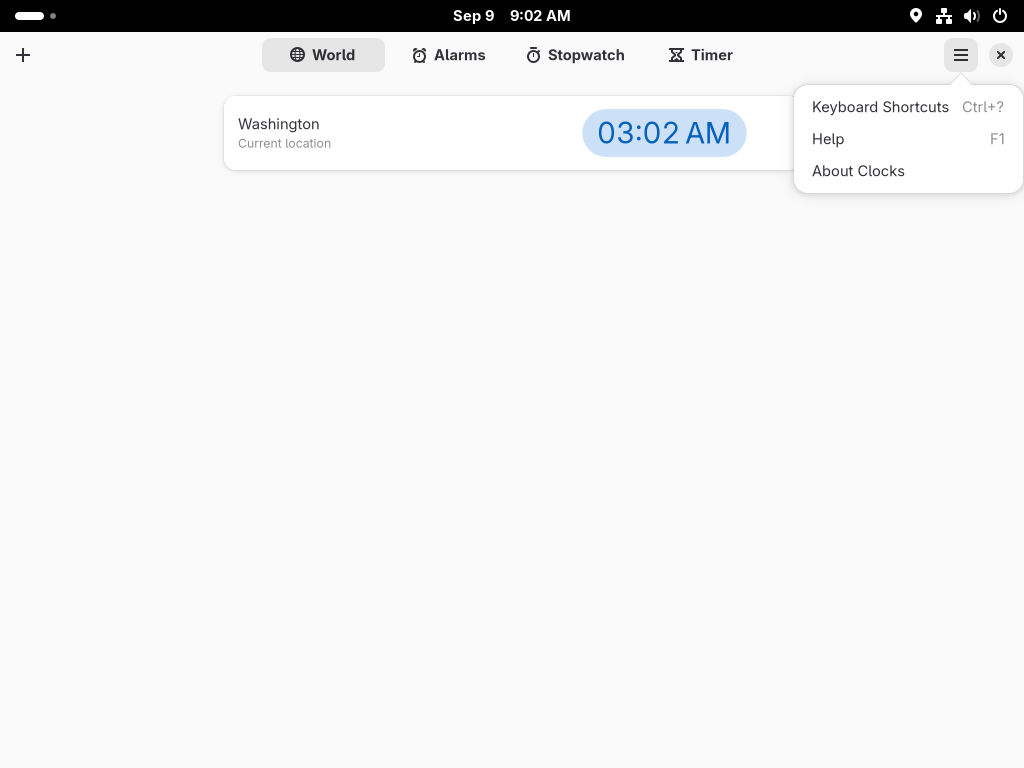 Sep 9 9:02 AM
World Alarms Stopwatch Timer
Keyboard Shortcuts Ctrl+?
Help F1
About Clocks
Washington
Current location
03:02 AM